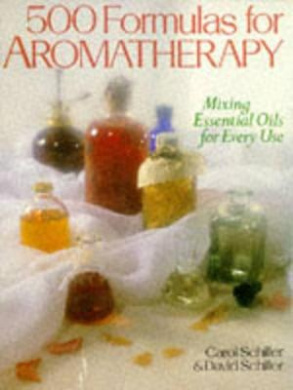 500 Formulas for
AROMATHERAPY
Mixing
Essential Oils
for Every Use
Carol Schiller
& David Schiller